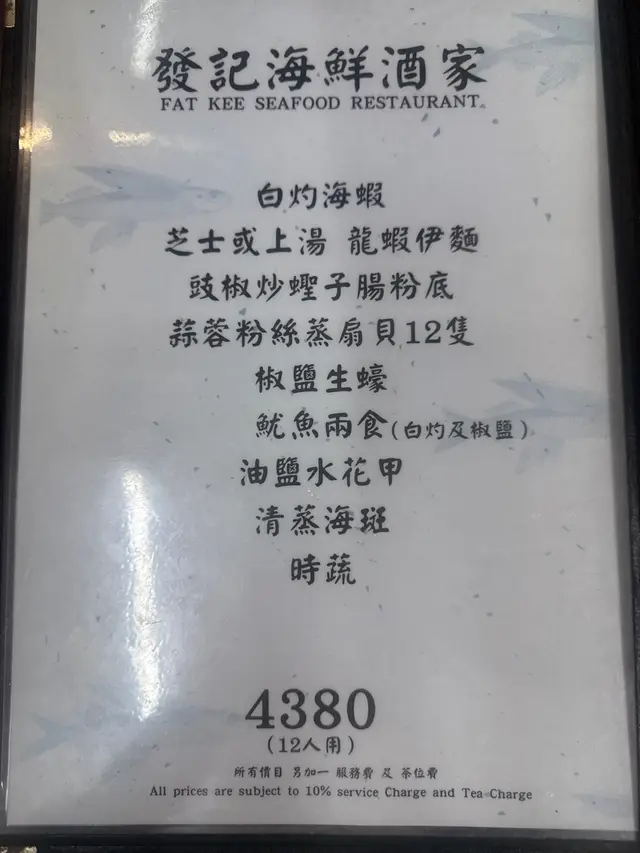 發記海鮮酒家
FAT KEE SEAFOOD RESTAURANT.
白灼海蝦
芝士或上湯 龍蝦伊麵
豉椒炒蟶子腸粉底
蒜蓉粉絲蒸扇貝12隻
椒鹽生蠔
魷魚兩食(白灼及椒鹽)
油鹽水花甲
清蒸海斑
時蔬
4380
(12人用)
所有價目 另加一 服務費 及 茶位費
All prices are subject to 10% service Charge and Tea Charge